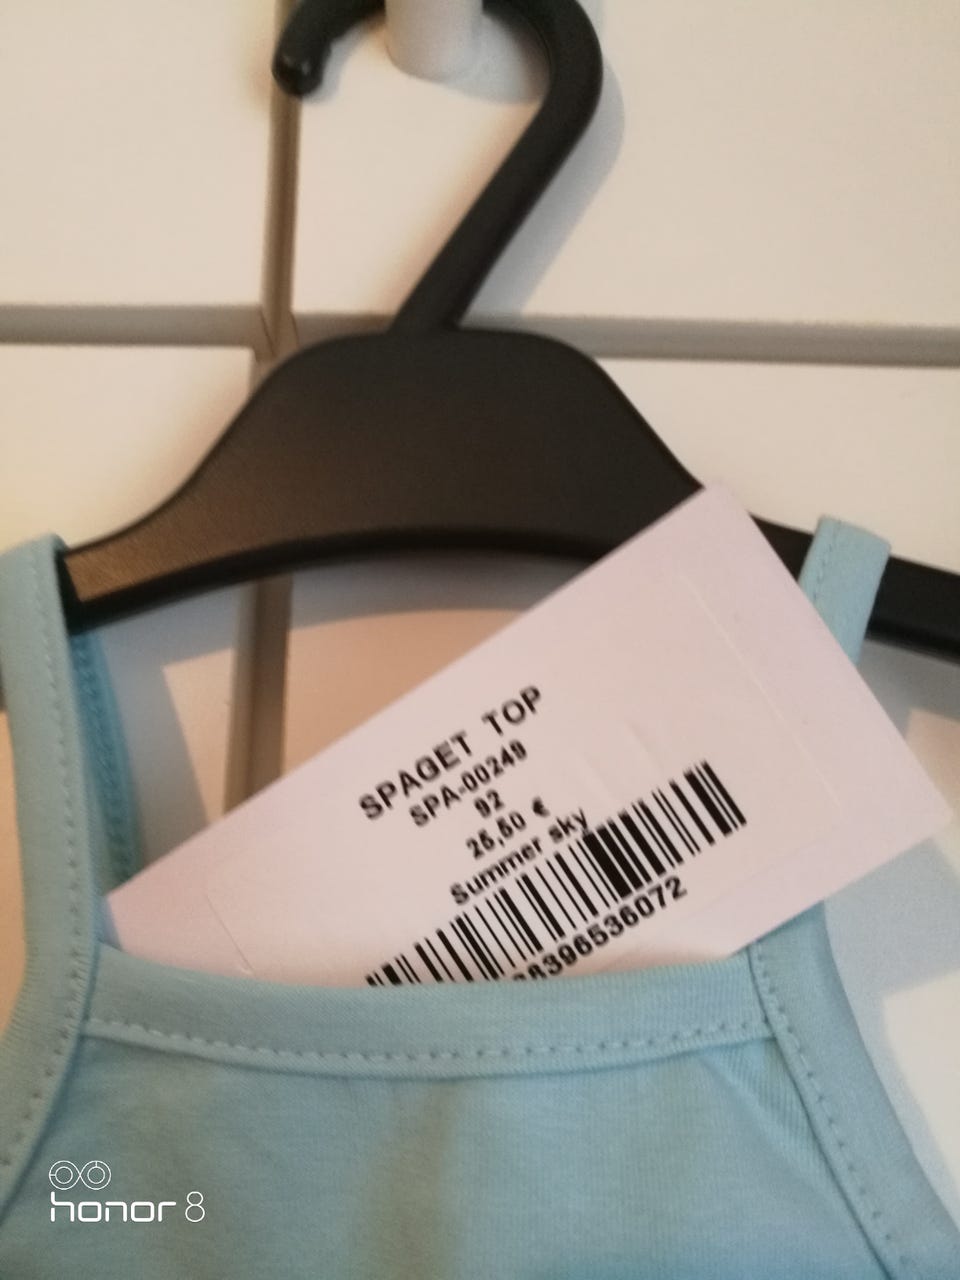 SPAGET TOP
SPA-00249
92
25,50 €
Summer sky
8396536072
honor 8